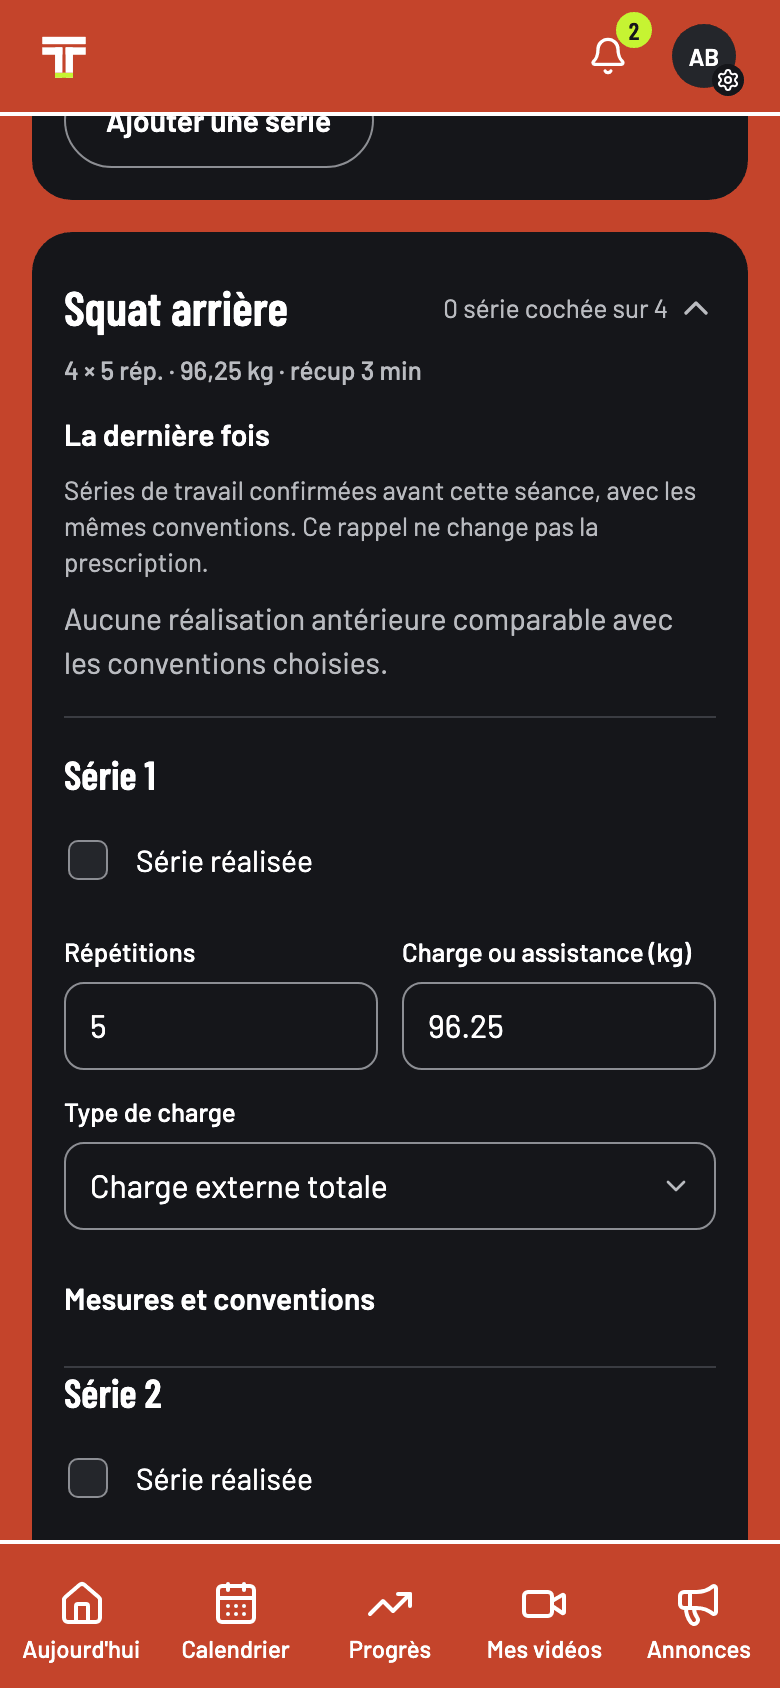 2
AB
Ajouter une série
Squat arrière
0 série cochée sur 4
4 × 5 rép. · 96,25 kg · récup 3 min
La dernière fois
Séries de travail confirmées avant cette séance, avec les
mêmes conventions. Ce rappel ne change pas la
prescription.
Aucune réalisation antérieure comparable avec
les conventions choisies.
Série 1
Série réalisée
Répétitions
Charge ou assistance (kg)
5
96.25
Type de charge
Charge externe totale
Mesures et conventions
Série 2
Série réalisée
Aujourd'hui
Calendrier
Progrès
Mes vidéos
Annonces